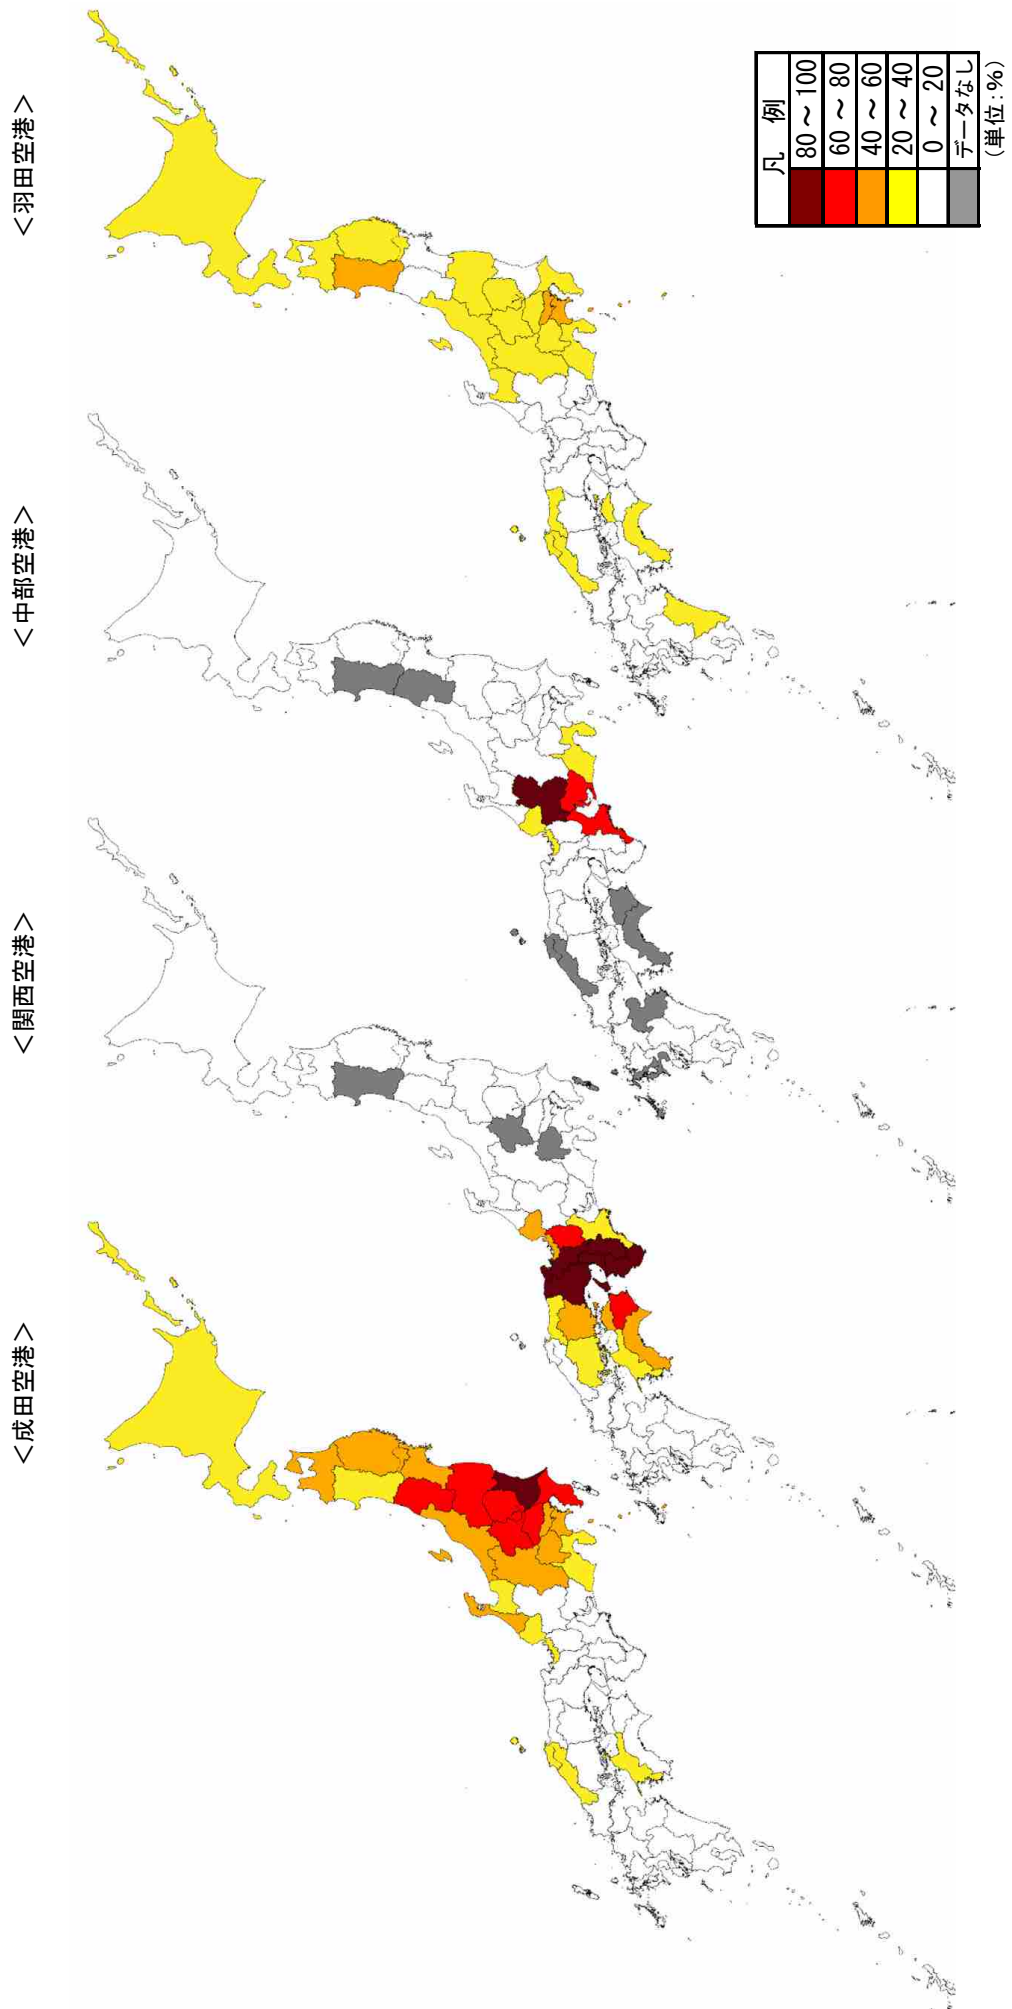 ＜成田空港＞
＜関西空港＞
＜中部空港＞
＜羽田空港＞
凡 例
80 ～ 100
60 ～ 80
40 ～ 60
20 ～ 40
0 ～ 20
データなし
(単位:%)